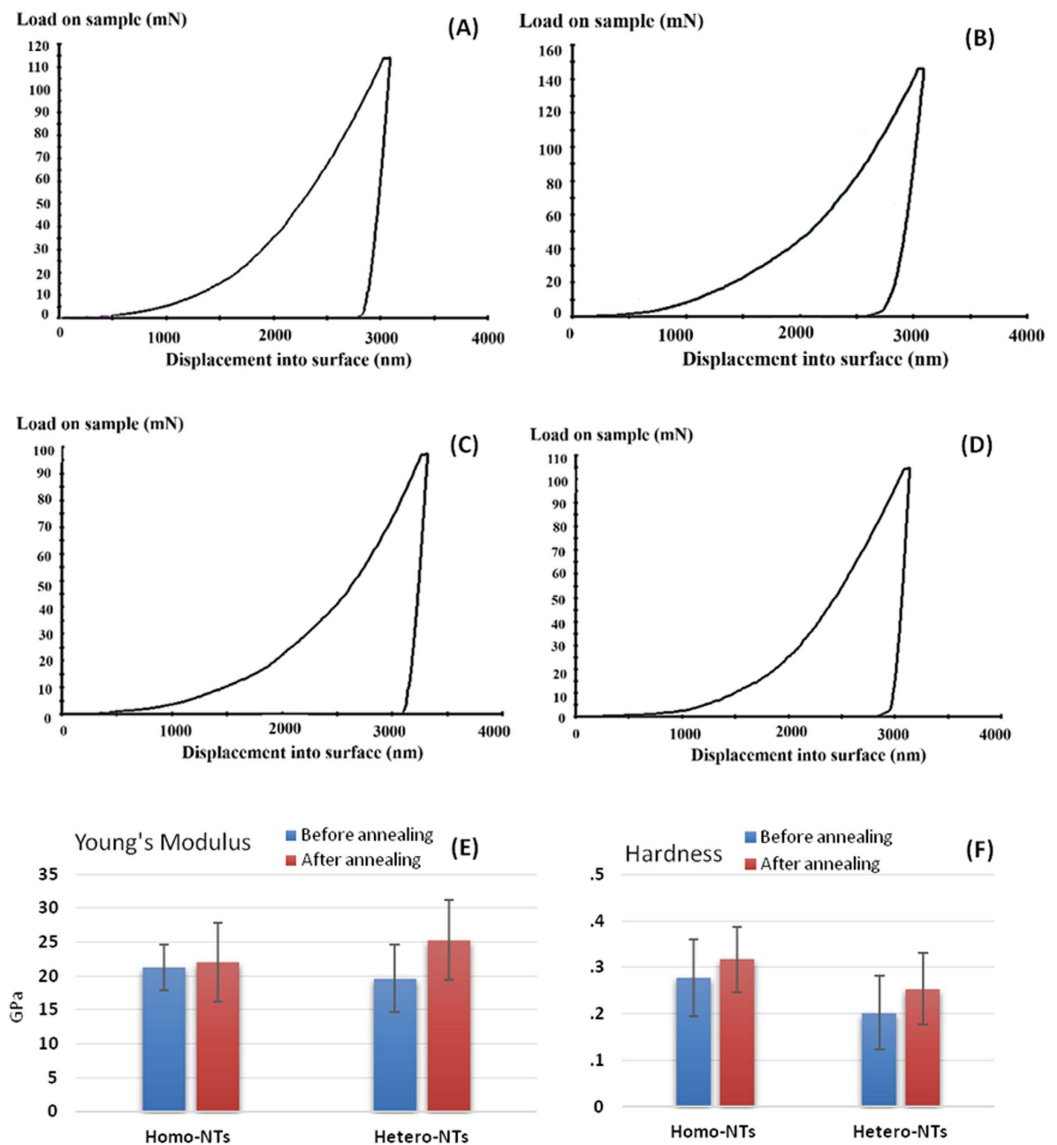 Load on sample (mN)
(A)
120
110
100
90
80
70
60
50
40
30
20
10
0
0 1000 2000 3000 4000
Displacement into surface (nm)
Load on sample (mN)
(B)
160
140
120
100
80
60
40
20
0
0 1000 2000 3000 4000
Displacement into surface (nm)
Load on sample (mN)
(C)
100
90
80
70
60
50
40
30
20
10
0
0 1000 2000 3000 4000
Displacement into surface (nm)
Load on sample (mN)
(D)
110
100
90
80
70
60
50
40
30
20
10
0
0 1000 2000 3000 4000
Displacement into surface (nm)
Young's Modulus
Before annealing
After annealing
(E)
35
30
25
20
15
10
5
0
GPa
Homo-NTs Hetero-NTs
Hardness
Before annealing
After annealing
(F)
.5
.4
.3
.2
.1
0
Homo-NTs Hetero-NTs